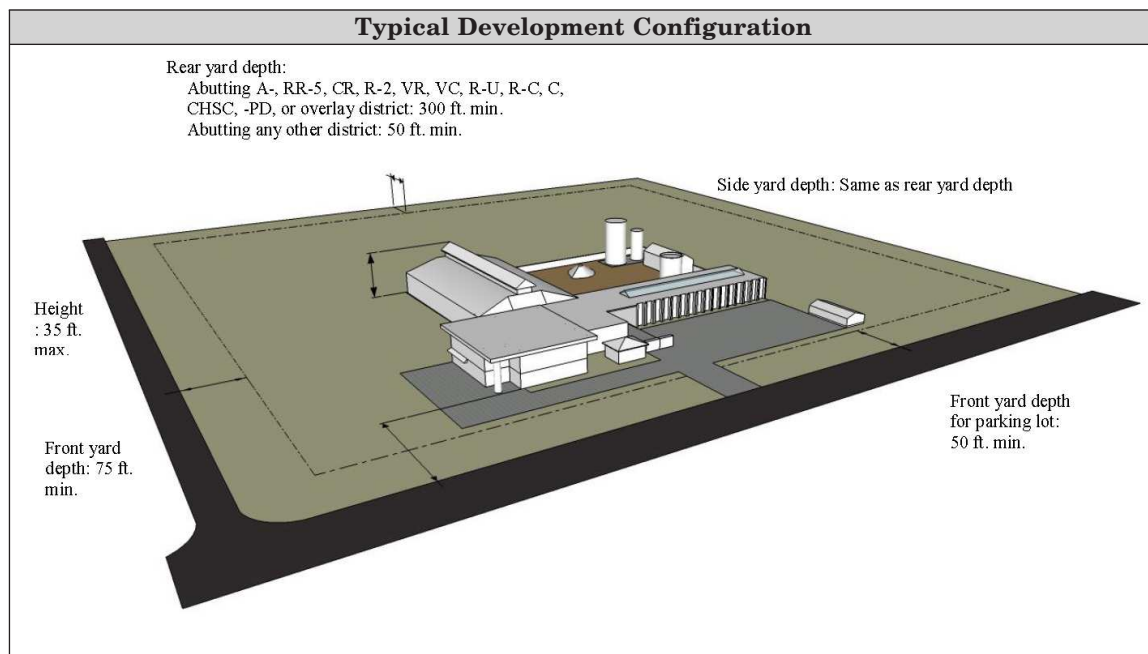 Typical Development Configuration
Rear yard depth:
Abutting A-, RR-5, CR, R-2, VR, VC, R-U, R-C, C,
CHSC, -PD, or overlay district: 300 ft. min.
Abutting any other district: 50 ft. min.
Side yard depth: Same as rear yard depth
Height
: 35 ft.
max.
Front yard
depth: 75 ft.
min.
Front yard depth
for parking lot:
50 ft. min.